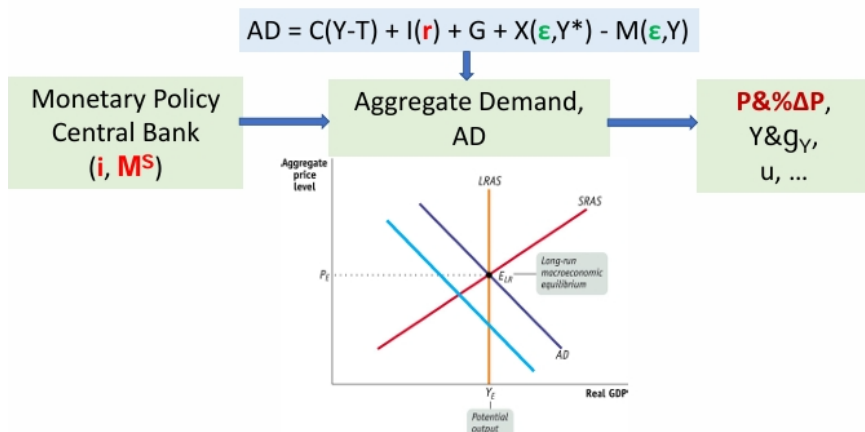 AD = C(Y-T) + I(r) + G + X(ε,Y*) - M(ε,Y)
Monetary Policy
Central Bank
(i, Mˢ)
Aggregate Demand,
AD
P&%ΔP,
Y&gY,
u, ...
Aggregate
price
level
LRAS
SRAS
Long-run
macroeconomic
equilibrium
PE
ELR
AD
YE
Real GDP
Potential
output